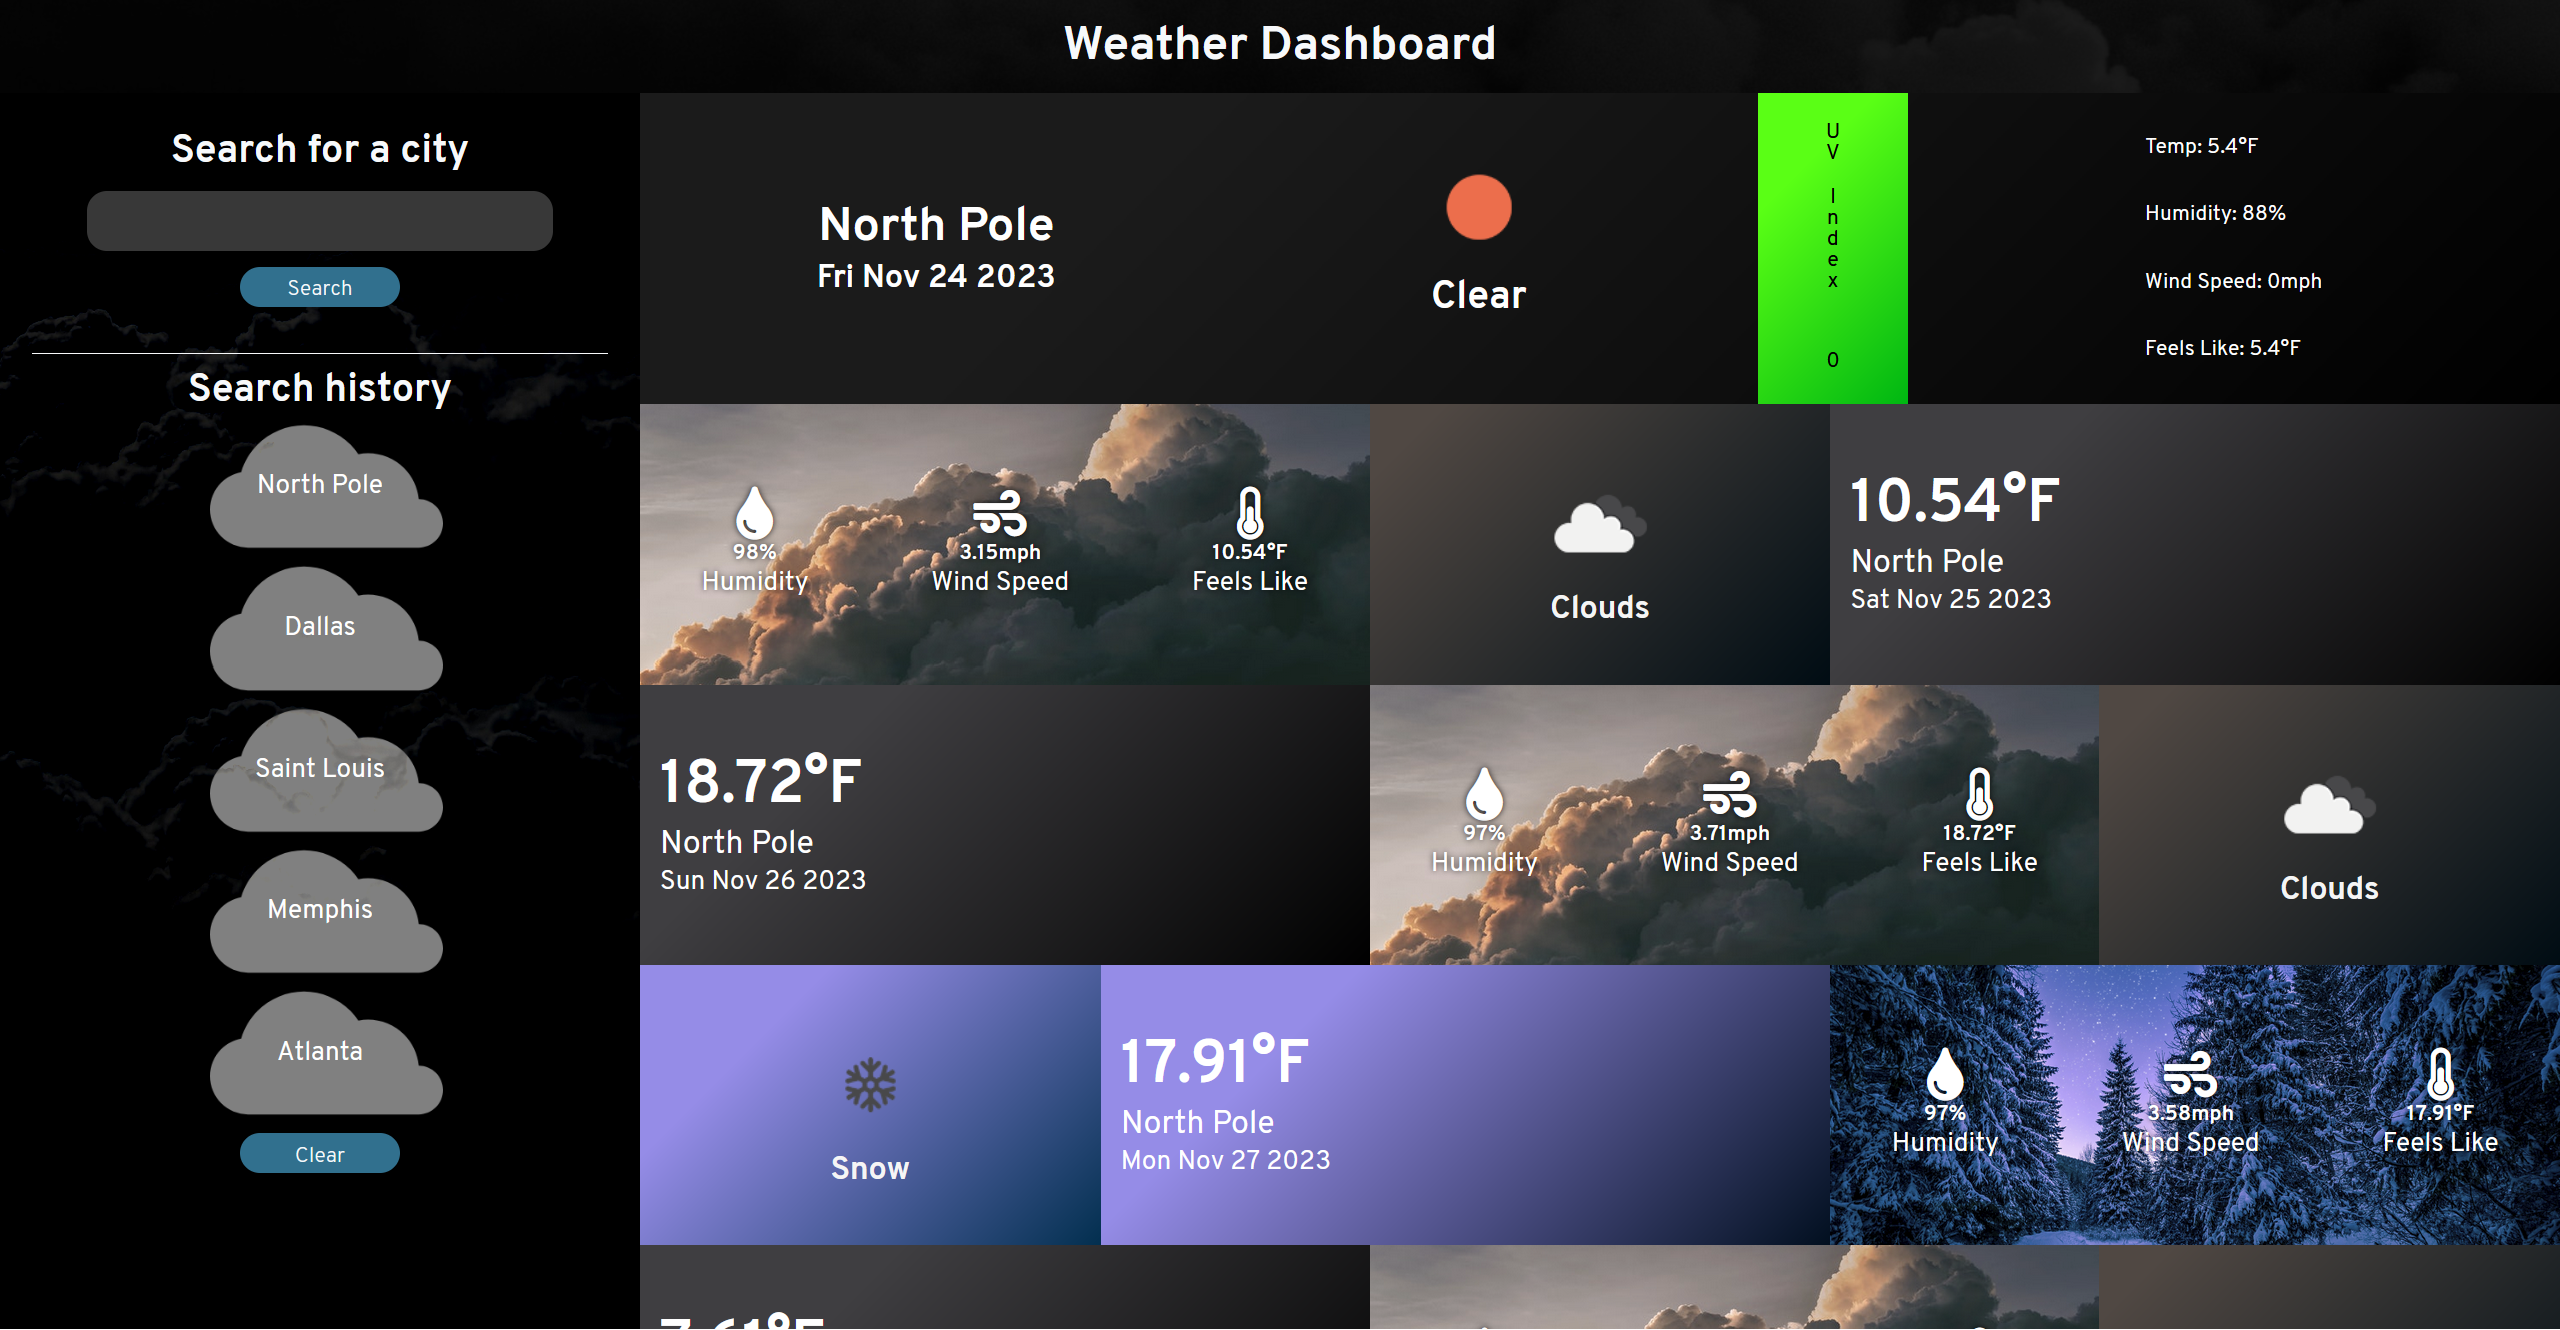 Weather Dashboard
Search for a city
Search
Search history
North Pole
Dallas
Saint Louis
Memphis
Atlanta
Clear
North Pole
Fri Nov 24 2023
Clear
UV Index 0
Temp: 5.4°F
Humidity: 88%
Wind Speed: 0mph
Feels Like: 5.4°F
98%
Humidity
3.15mph
Wind Speed
10.54°F
Feels Like
Clouds
10.54°F
North Pole
Sat Nov 25 2023
18.72°F
North Pole
Sun Nov 26 2023
97%
Humidity
3.71mph
Wind Speed
18.72°F
Feels Like
Clouds
Snow
17.91°F
North Pole
Mon Nov 27 2023
97%
Humidity
3.58mph
Wind Speed
17.91°F
Feels Like